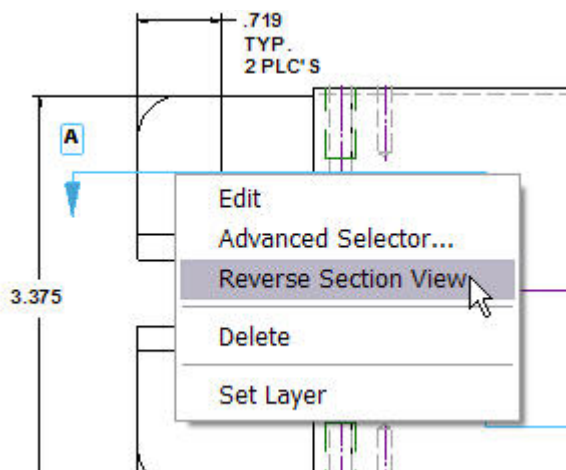 .719
TYP.
2 PLC'S
A
Edit
Advanced Selector...
Reverse Section View
3.375
Delete
Set Layer